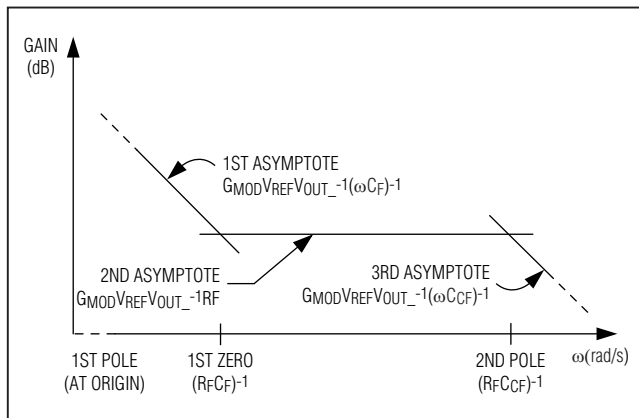 GAIN
(dB)
1ST ASYMPTOTE
GMODVREFVOUT_-1(ωCF)-1
2ND ASYMPTOTE
GMODVREFVOUT_-1RF
3RD ASYMPTOTE
GMODVREFVOUT_-1(ωCCF)-1
1ST POLE
(AT ORIGIN)
1ST ZERO
(RFCF)-1
2ND POLE
(RFCCF)-1
ω(rad/s)